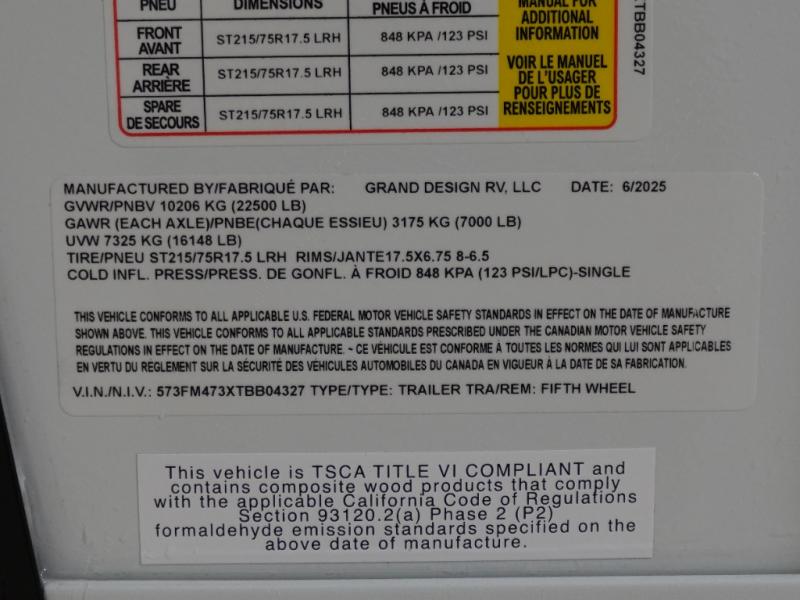 PNEU DIMENSIONS PNEUS À FROID
FRONT AVANT ST215/75R17.5 LRH 848 KPA /123 PSI
REAR ARRIÈRE ST215/75R17.5 LRH 848 KPA /123 PSI
SPARE DE SECOURS ST215/75R17.5 LRH 848 KPA /123 PSI
MANUAL FOR
ADDITIONAL
INFORMATION
VOIR LE MANUEL
DE L'USAGER
POUR PLUS DE
RENSEIGNEMENTS
TBB04327
MANUFACTURED BY/FABRIQUÉ PAR: GRAND DESIGN RV, LLC DATE: 6/2025
GVWR/PNBV 10206 KG (22500 LB)
GAWR (EACH AXLE)/PNBE(CHAQUE ESSIEU) 3175 KG (7000 LB)
UVW 7325 KG (16148 LB)
TIRE/PNEU ST215/75R17.5 LRH RIMS/JANTE17.5X6.75 8-6.5
COLD INFL. PRESS/PRESS. DE GONFL. À FROID 848 KPA (123 PSI/LPC)-SINGLE
THIS VEHICLE CONFORMS TO ALL APPLICABLE U.S. FEDERAL MOTOR VEHICLE SAFETY STANDARDS IN EFFECT ON THE DATE OF MANUFACTURE
SHOWN ABOVE. THIS VEHICLE CONFORMS TO ALL APPLICABLE STANDARDS PRESCRIBED UNDER THE CANADIAN MOTOR VEHICLE SAFETY
REGULATIONS IN EFFECT ON THE DATE OF MANUFACTURE. ~ CE VÉHICULE EST CONFORME À TOUTES LES NORMES QUI LUI SONT APPLICABLES
EN VERTU DU REGLEMENT SUR LA SÉCURITÉ DES VÉHICULES AUTOMOBILES DU CANADA EN VIGUEUR À LA DATE DE SA FABRICATION.
V.I.N./N.I.V.: 573FM473XTBB04327 TYPE/TYPE: TRAILER TRA/REM: FIFTH WHEEL
This vehicle is TSCA TITLE VI COMPLIANT and
contains composite wood products that comply
with the applicable California Code of Regulations
Section 93120.2(a) Phase 2 (P2)
formaldehyde emission standards specified on the
above date of manufacture.